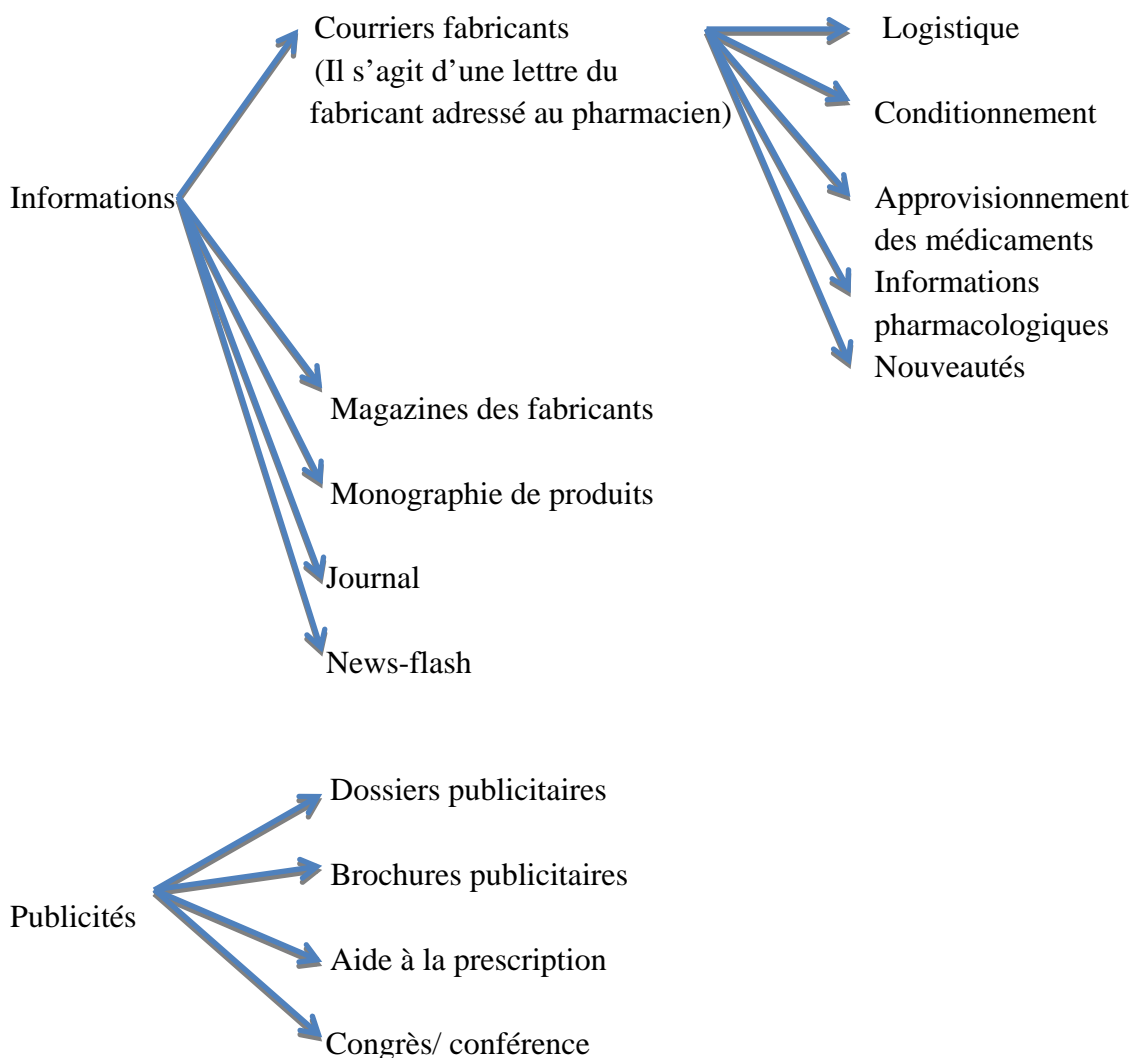 Courriers fabricants
(Il s’agit d’une lettre du
fabricant adressé au pharmacien)
Logistique
Conditionnement
Approvisionnement
des médicaments
Informations
pharmacologiques
Nouveautés
Informations
Magazines des fabricants
Monographie de produits
Journal
News-flash
Dossiers publicitaires
Brochures publicitaires
Publicités
Aide à la prescription
Congrès/ conférence